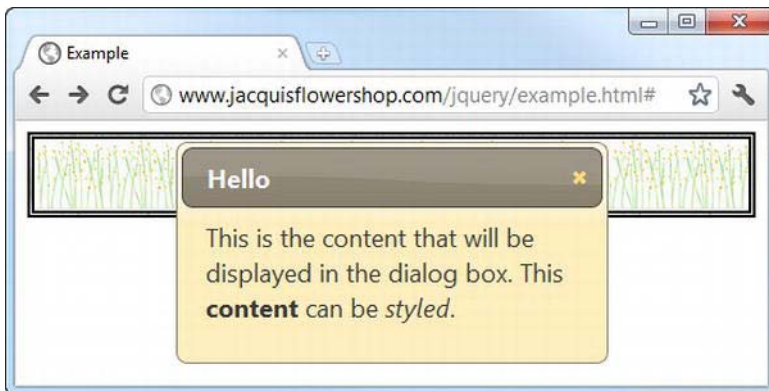 Example
www.jacquisflowershop.com/jquery/example.html#
Hello
This is the content that will be
displayed in the dialog box. This
content can be styled.